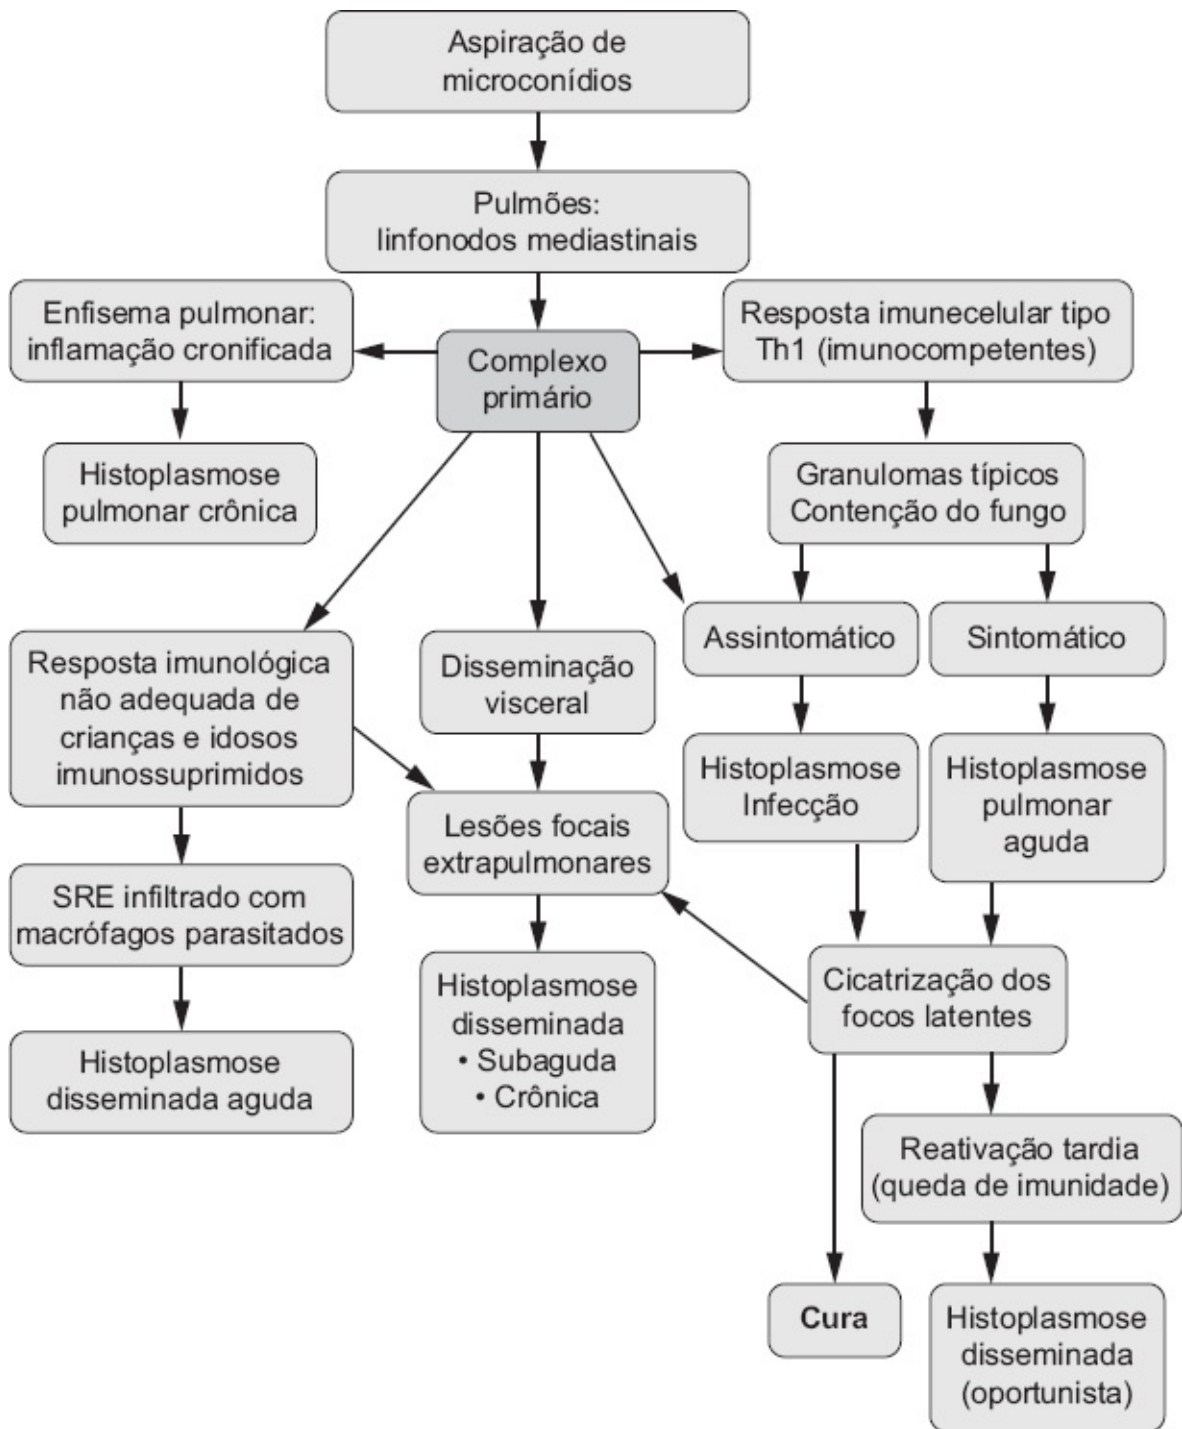 Aspiração de
microconídios
Pulmões:
linfonodos mediastinais
Enfisema pulmonar:
inflamação cronificada
Complexo
primário
Resposta imunecelular tipo
Th1 (imunocompetentes)
Histoplasmose
pulmonar crônica
Granulomas típicos
Contenção do fungo
Resposta imunológica
não adequada de
crianças e idosos
imunossuprimidos
Disseminação
visceral
Assintomático
Sintomático
Histoplasmose
Infecção
Histoplasmose
pulmonar
aguda
Lesões focais
extrapulmonares
SRE infiltrado com
macrófagos parasitados
Histoplasmose
disseminada
• Subaguda
• Crônica
Cicatrização dos
focos latentes
Histoplasmose
disseminada aguda
Reativação tardia
(queda de imunidade)
Cura
Histoplasmose
disseminada
(oportunista)